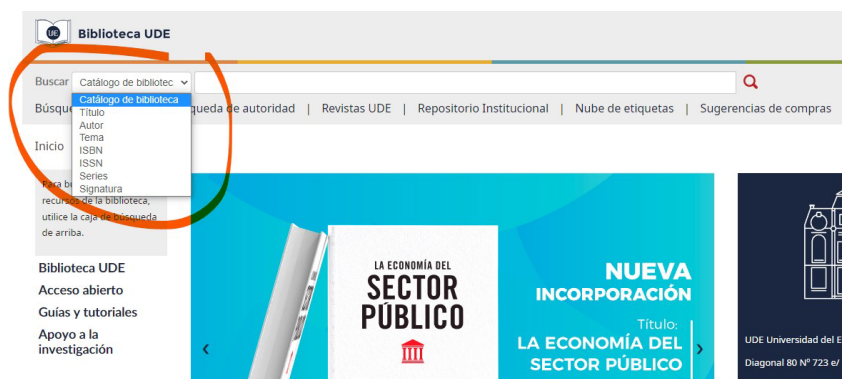 UDE
Biblioteca UDE
Buscar Catálogo de bibliotec
Catálogo de biblioteca
Título
Autor
Tema
ISBN
ISSN
Series
Signatura
queda de autoridad | Revistas UDE | Repositorio Institucional | Nube de etiquetas | Sugerencias de compras
Inicio
Para
recursos de la biblioteca,
utilice la caja de búsqueda
de arriba.
Biblioteca UDE
Acceso abierto
Guías y tutoriales
Apoyo a la
investigación
LA ECONOMÍA DEL
SECTOR
PÚBLICO
NUEVA
INCORPORACIÓN
Título:
LA ECONOMÍA DEL
SECTOR PÚBLICO
UDE Universidad del E
Diagonal 80 Nº 723 e/